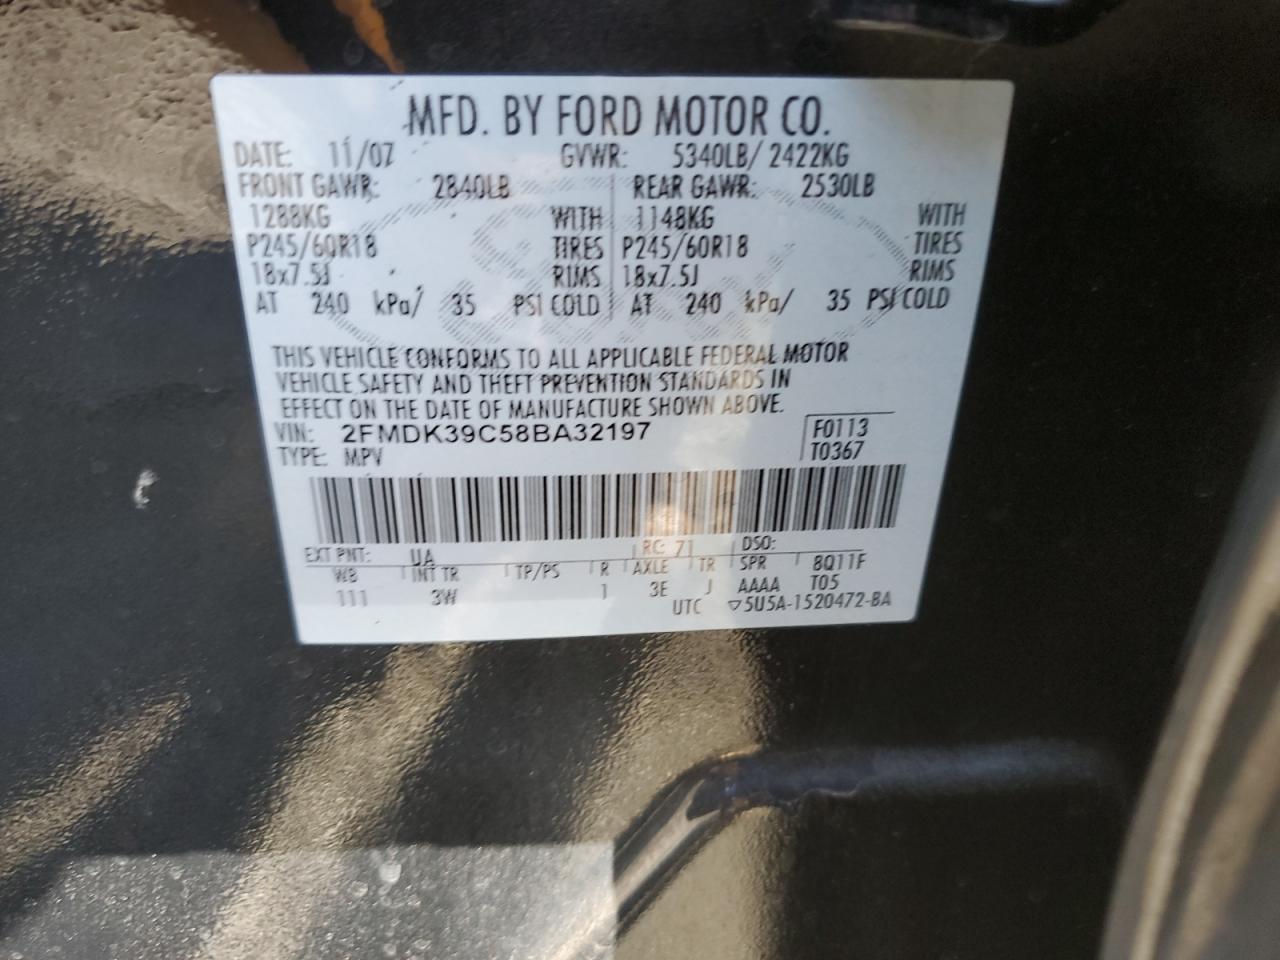 MFD. BY FORD MOTOR CO.
DATE: 11/07 GVWR: 5340LB/ 2422KG
FRONT GAWR: 2840LB REAR GAWR: 2530LB
1288KG WITH 1148KG WITH
P245/60R18 TIRES P245/60R18 TIRES
18x7.5J RIMS 18x7.5J RIMS
AT 240 kPa/ 35 PSI COLD AT 240 kPa/ 35 PSI COLD
THIS VEHICLE CONFORMS TO ALL APPLICABLE FEDERAL MOTOR
VEHICLE SAFETY AND THEFT PREVENTION STANDARDS IN
EFFECT ON THE DATE OF MANUFACTURE SHOWN ABOVE.
VIN: 2FMDK39C58BA32197 F0113
TYPE: MPV T0367
EXT PNT: UA RC: 71 DSO:
WB INT TR TP/PS R AXLE TR SPR 8Q11F
111 3W 1 3E J AAAA T05
UTC ▽5U5A-1520472-BA